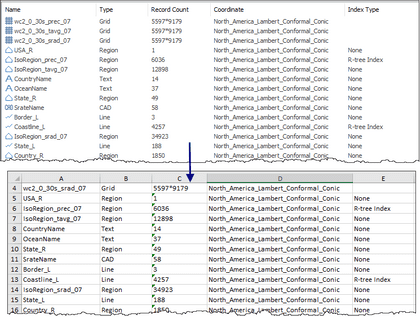 Name Type Record Count Coordinate Index Type
wc2_0_30s_prec_07 Grid 5597*9179 North_America_Lambert_Conformal_Conic
wc2_0_30s_tavg_07 Grid 5597*9179 North_America_Lambert_Conformal_Conic
wc2_0_30s_srad_07 Grid 5597*9179 North_America_Lambert_Conformal_Conic
USA_R Region 1 North_America_Lambert_Conformal_Conic None
IsoRegion_prec_07 Region 6036 North_America_Lambert_Conformal_Conic R-tree Index
IsoRegion_tavg_07 Region 12898 North_America_Lambert_Conformal_Conic None
CountryName Text 14 North_America_Lambert_Conformal_Conic None
OceanName Text 37 North_America_Lambert_Conformal_Conic None
State_R Region 49 North_America_Lambert_Conformal_Conic None
SrateName CAD 58 North_America_Lambert_Conformal_Conic None
Border_L Line 3 North_America_Lambert_Conformal_Conic None
Coastline_L Line 4257 North_America_Lambert_Conformal_Conic R-tree Index
IsoRegion_srad_07 Region 34923 North_America_Lambert_Conformal_Conic None
State_L Line 188 North_America_Lambert_Conformal_Conic None
Country_R Region 1850 North_America_Lambert_Conformal_Conic None
A B C D E
4 wc2_0_30s_srad_07 Grid 5597*9179 North_America_Lambert_Conformal_Conic
5 USA_R Region 1 North_America_Lambert_Conformal_Conic None
6 IsoRegion_prec_07 Region 6036 North_America_Lambert_Conformal_Conic R-tree Index
7 IsoRegion_tavg_07 Region 12898 North_America_Lambert_Conformal_Conic None
8 CountryName Text 14 North_America_Lambert_Conformal_Conic None
9 OceanName Text 37 North_America_Lambert_Conformal_Conic None
10 State_R Region 49 North_America_Lambert_Conformal_Conic None
11 SrateName CAD 58 North_America_Lambert_Conformal_Conic None
12 Border_L Line 3 North_America_Lambert_Conformal_Conic None
13 Coastline_L Line 4257 North_America_Lambert_Conformal_Conic R-tree Index
14 IsoRegion_srad_07 Region 34923 North_America_Lambert_Conformal_Conic None
15 State_L Line 188 North_America_Lambert_Conformal_Conic None
16 Country_R Region 1850 North_America_Lambert_Conformal_Conic None